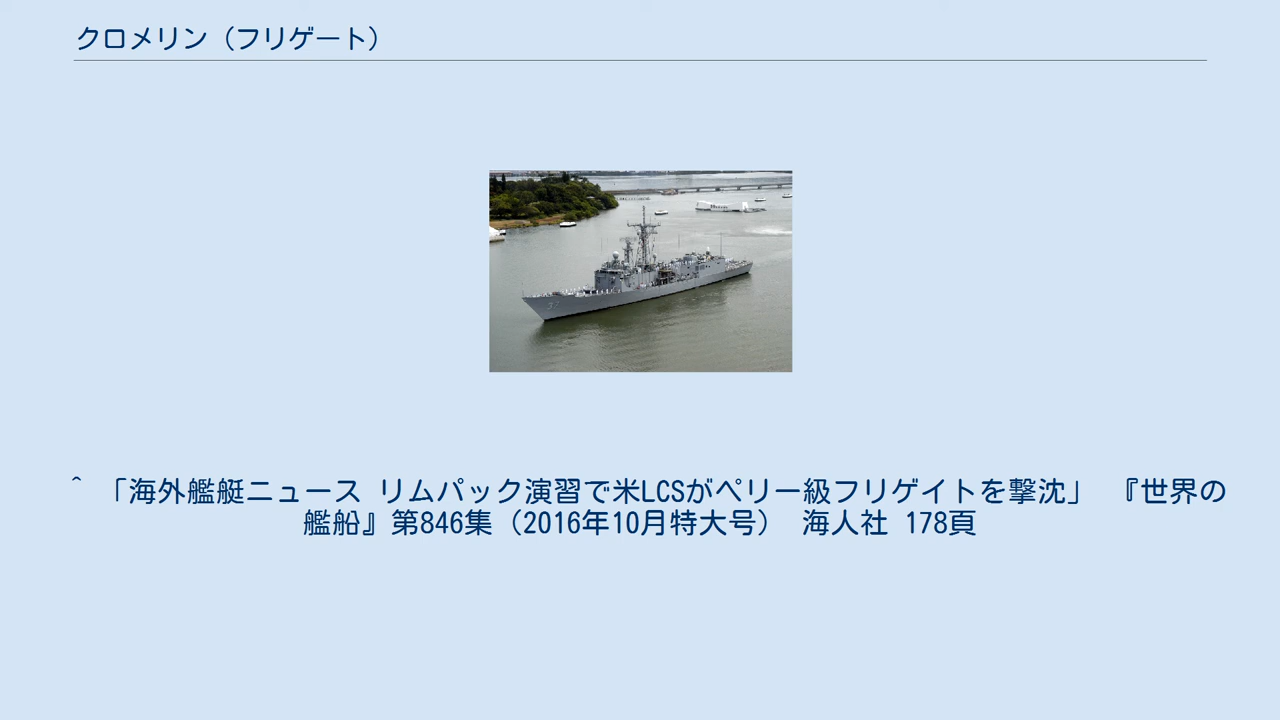 クロメリン（フリゲート）
^ 「海外艦艇ニュース リムパック演習で米LCSがペリー級フリゲイトを撃沈」 『世界の
艦船』第846集（2016年10月特大号） 海人社 178頁